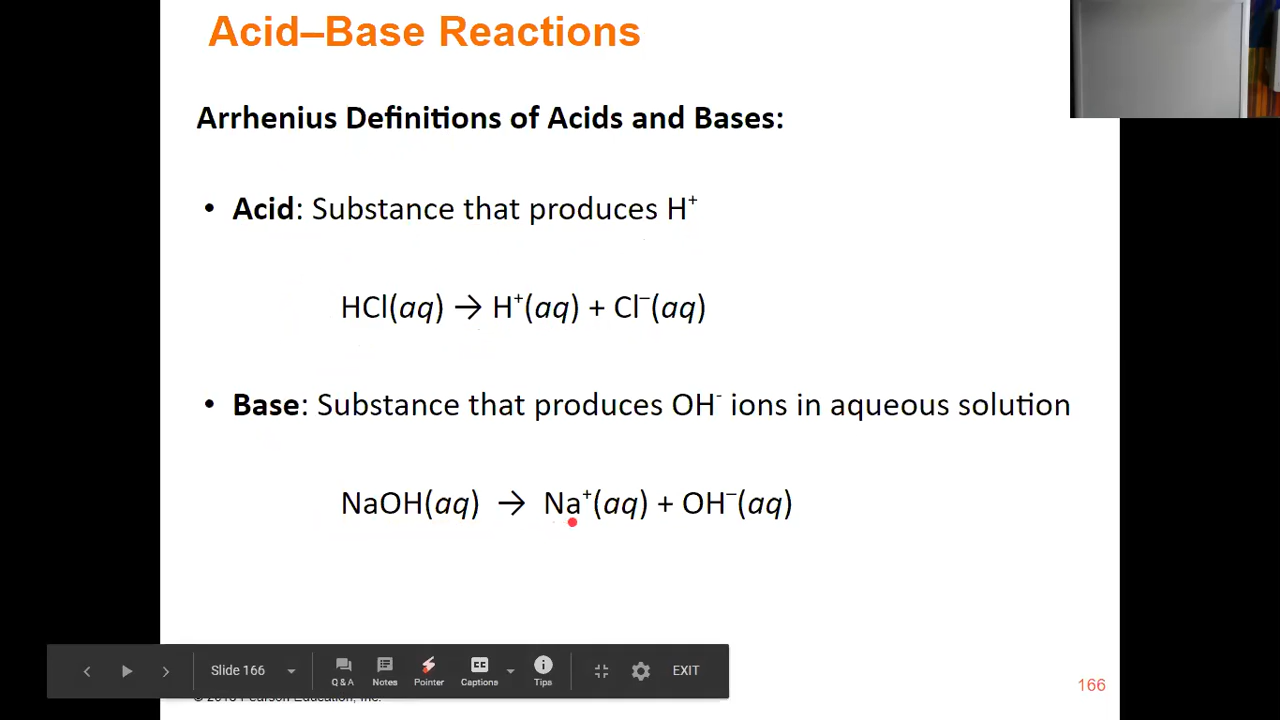 Acid–Base Reactions
Arrhenius Definitions of Acids and Bases:
• Acid: Substance that produces H⁺
HCl(aq) → H⁺(aq) + Cl⁻(aq)
• Base: Substance that produces OH⁻ ions in aqueous solution
NaOH(aq) → Na⁺(aq) + OH⁻(aq)
Slide 166
Q & A
Notes
Pointer
CC
Captions
Tips
EXIT
Pearson Education, Inc.
166